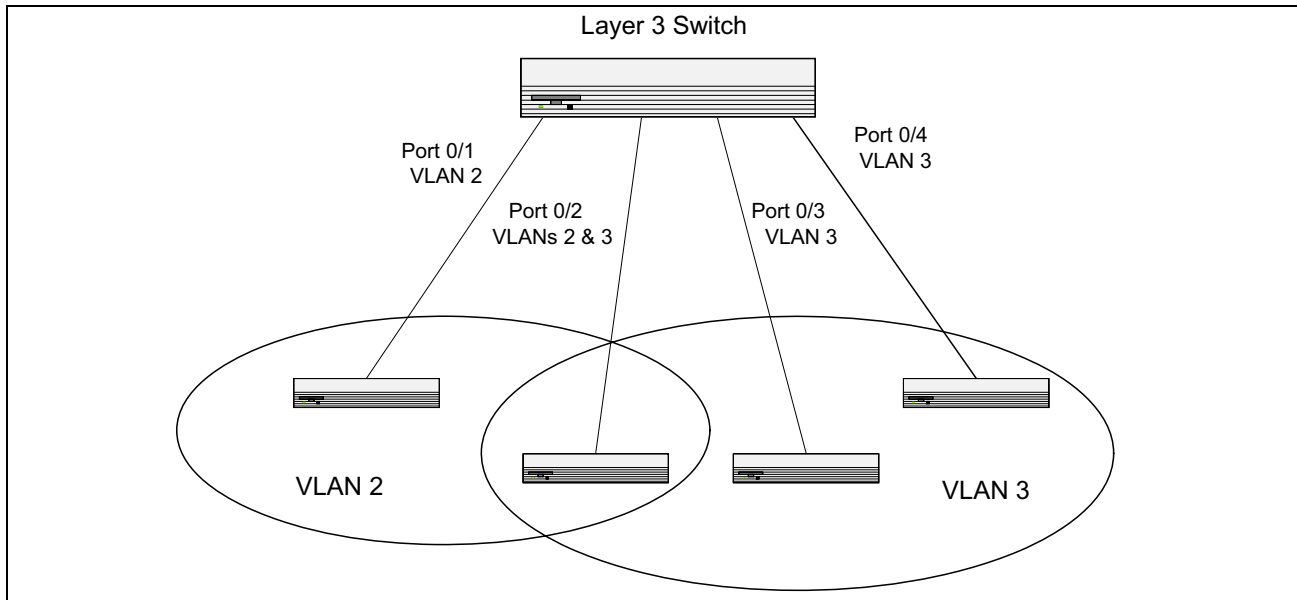 Layer 3 Switch
Port 0/1
VLAN 2
Port 0/2
VLANs 2 & 3
Port 0/3
VLAN 3
Port 0/4
VLAN 3
VLAN 2
VLAN 3